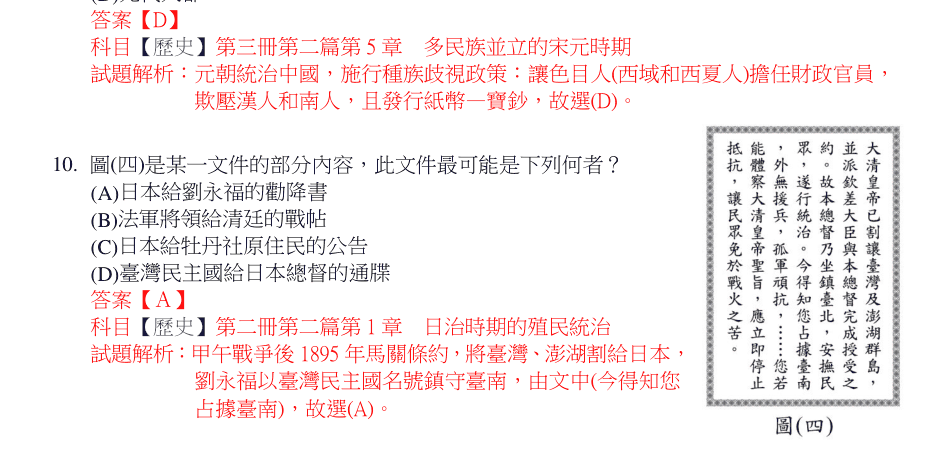 答案【D】
科目【歷史】第三冊第二篇第 5 章　多民族並立的宋元時期
試題解析：元朝統治中國，施行種族歧視政策：讓色目人(西域和西夏人)擔任財政官員，
欺壓漢人和南人，且發行紙幣—寶鈔，故選(D)。
10. 圖(四)是某一文件的部分內容，此文件最可能是下列何者？
(A)日本給劉永福的勸降書
(B)法軍將領給清廷的戰帖
(C)日本給牡丹社原住民的公告
(D)臺灣民主國給日本總督的通牒
答案【A】
科目【歷史】第二冊第二篇第 1 章　日治時期的殖民統治
試題解析：甲午戰爭後 1895 年馬關條約，將臺灣、澎湖割給日本，
劉永福以臺灣民主國名號鎮守臺南，由文中(今得知您
占據臺南)，故選(A)。
大清皇帝已割讓臺灣及澎湖群島，
並派欽差大臣與本總督完成授受之
約。故本總督乃坐鎮臺北，安撫民
眾，遂行統治。今得知您占據臺南
，外無援兵，孤軍頑抗，……您若
能體察大清皇帝聖旨，應立即停止
抵抗，讓民眾免於戰火之苦。
圖(四)